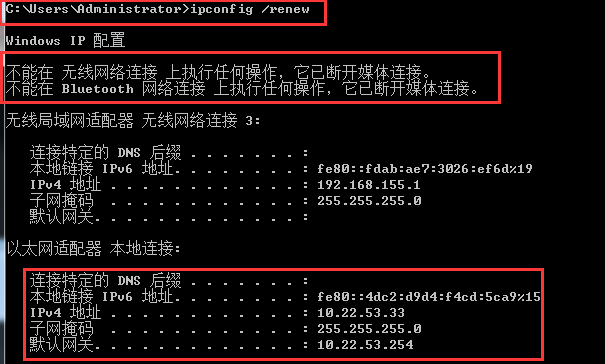 C:\Users\Administrator>ipconfig /renew
Windows IP 配置
不能在 无线网络连接 上执行任何操作，它已断开媒体连接。
不能在 Bluetooth 网络连接 上执行任何操作，它已断开媒体连接。
无线局域网适配器 无线网络连接 3:
连接特定的 DNS 后缀 . . . . . . . :
本地链接 IPv6 地址. . . . . . . . : fe80::fdab:ae7:3026:ef6d%19
IPv4 地址 . . . . . . . . . . . . : 192.168.155.1
子网掩码 . . . . . . . . . . . . : 255.255.255.0
默认网关. . . . . . . . . . . . . :
以太网适配器 本地连接:
连接特定的 DNS 后缀 . . . . . . . :
本地链接 IPv6 地址. . . . . . . . : fe80::4dc2:d9d4:f4cd:5ca9%15
IPv4 地址 . . . . . . . . . . . . : 10.22.53.33
子网掩码 . . . . . . . . . . . . : 255.255.255.0
默认网关. . . . . . . . . . . . . : 10.22.53.254